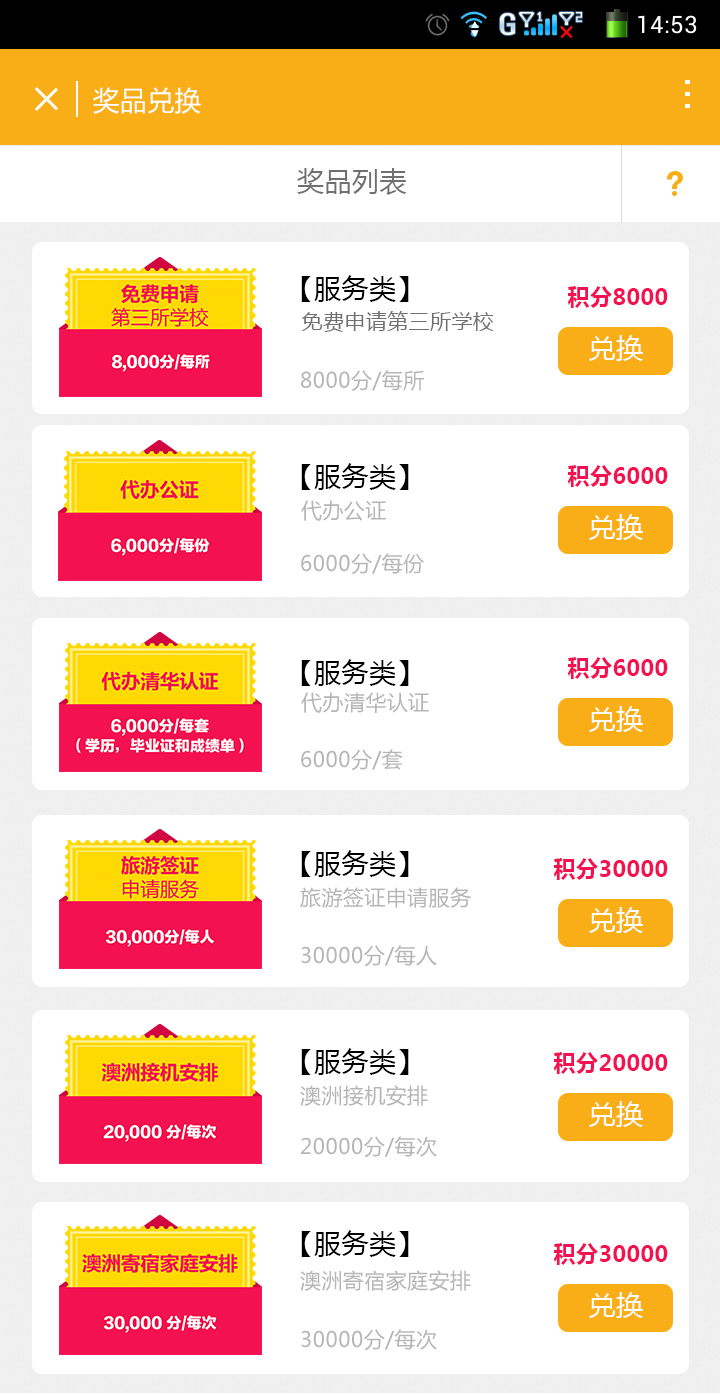 G 1 2 14:53
奖品兑换
奖品列表 ?
免费申请
第三所学校
8,000分/每所
【服务类】
免费申请第三所学校
8000分/每所
积分8000
兑换
代办公证
6,000分/每份
【服务类】
代办公证
6000分/每份
积分6000
兑换
代办清华认证
6,000分/每套
（学历，毕业证和成绩单）
【服务类】
代办清华认证
6000分/套
积分6000
兑换
旅游签证
申请服务
30,000分/每人
【服务类】
旅游签证申请服务
30000分/每人
积分30000
兑换
澳洲接机安排
20,000 分/每次
【服务类】
澳洲接机安排
20000分/每次
积分20000
兑换
澳洲寄宿家庭安排
30,000 分/每次
【服务类】
澳洲寄宿家庭安排
30000分/每次
积分30000
兑换